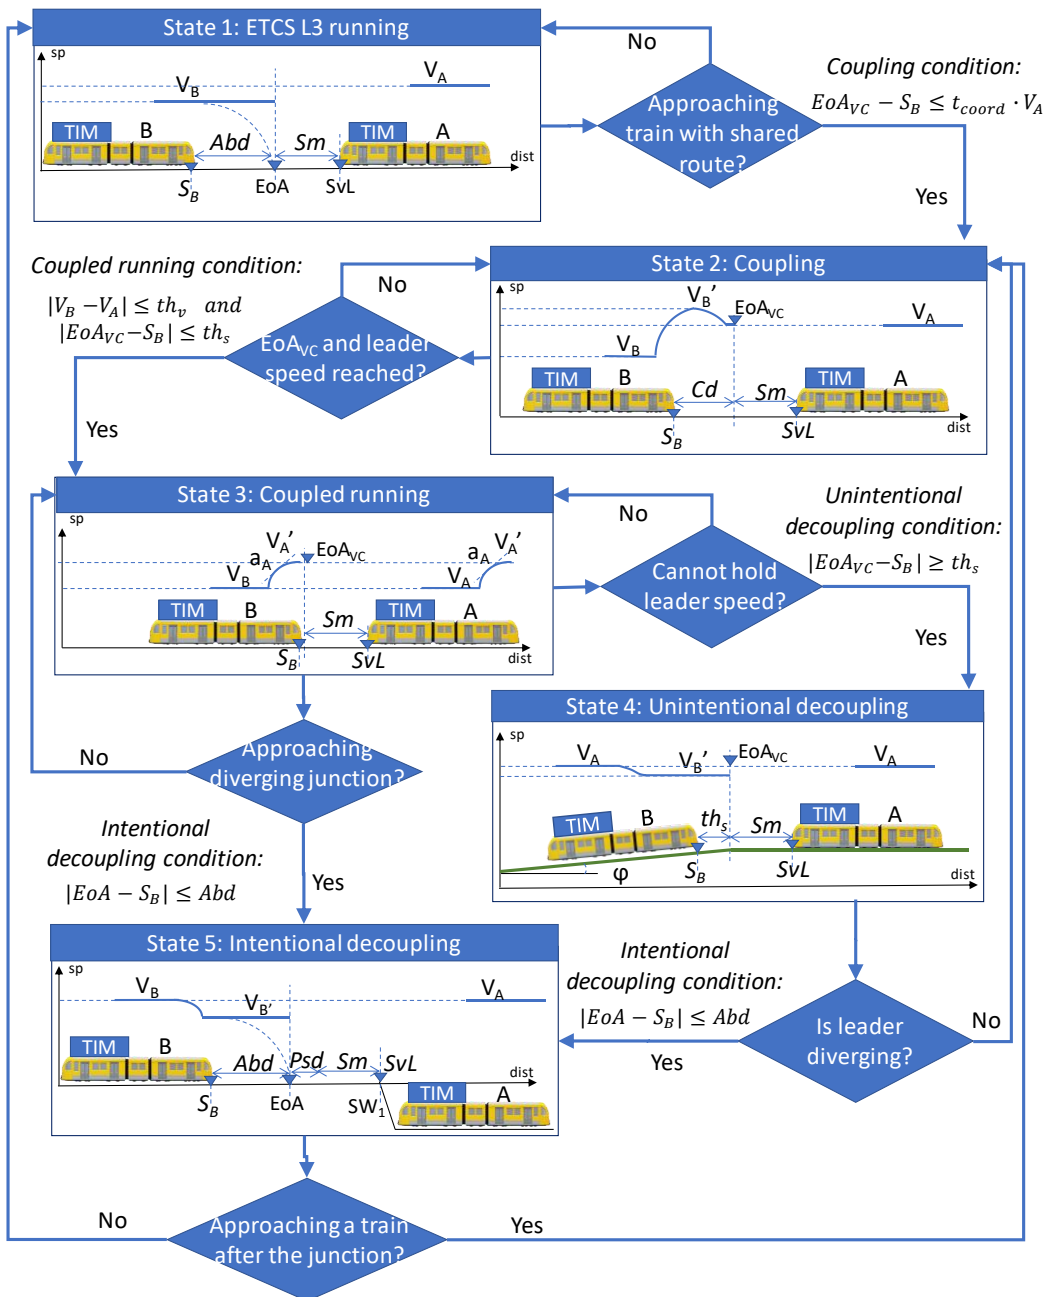 State 1: ETCS L3 running
sp
V_B
V_A
TIM
B
Abd
Sm
TIM
A
dist
S_B
EoA
SvL
No
Approaching
train with shared
route?
Coupling condition:
EoA_VC − S_B ≤ t_coord · V_A
Yes
State 2: Coupling
sp
V_B'
EoA_VC
V_A
V_B
TIM
B
Cd
Sm
TIM
A
S_B
SvL
dist
Coupled running condition:
|V_B − V_A| ≤ th_v and
|EoA_VC − S_B| ≤ th_s
No
EoA_VC and leader
speed reached?
Yes
State 3: Coupled running
sp
V_A'
a_A
EoA_VC
V_B
V_A'
a_A
V_A
TIM
B
Sm
TIM
A
S_B
SvL
dist
No
Cannot hold
leader speed?
Unintentional
decoupling condition:
|EoA_VC − S_B| ≥ th_s
Yes
State 4: Unintentional decoupling
sp
V_A
V_B'
EoA_VC
V_A
TIM
B
th_s
Sm
TIM
A
φ
S_B
SvL
dist
No
Approaching
diverging junction?
Intentional
decoupling condition:
|EoA − S_B| ≤ Abd
Yes
State 5: Intentional decoupling
sp
V_B
V_B'
V_A
TIM
B
Abd
Psd
Sm
SvL
dist
S_B
EoA
SW_1
TIM
A
Intentional
decoupling condition:
|EoA − S_B| ≤ Abd
Yes
Is leader
diverging?
No
No
Approaching a train
after the junction?
Yes